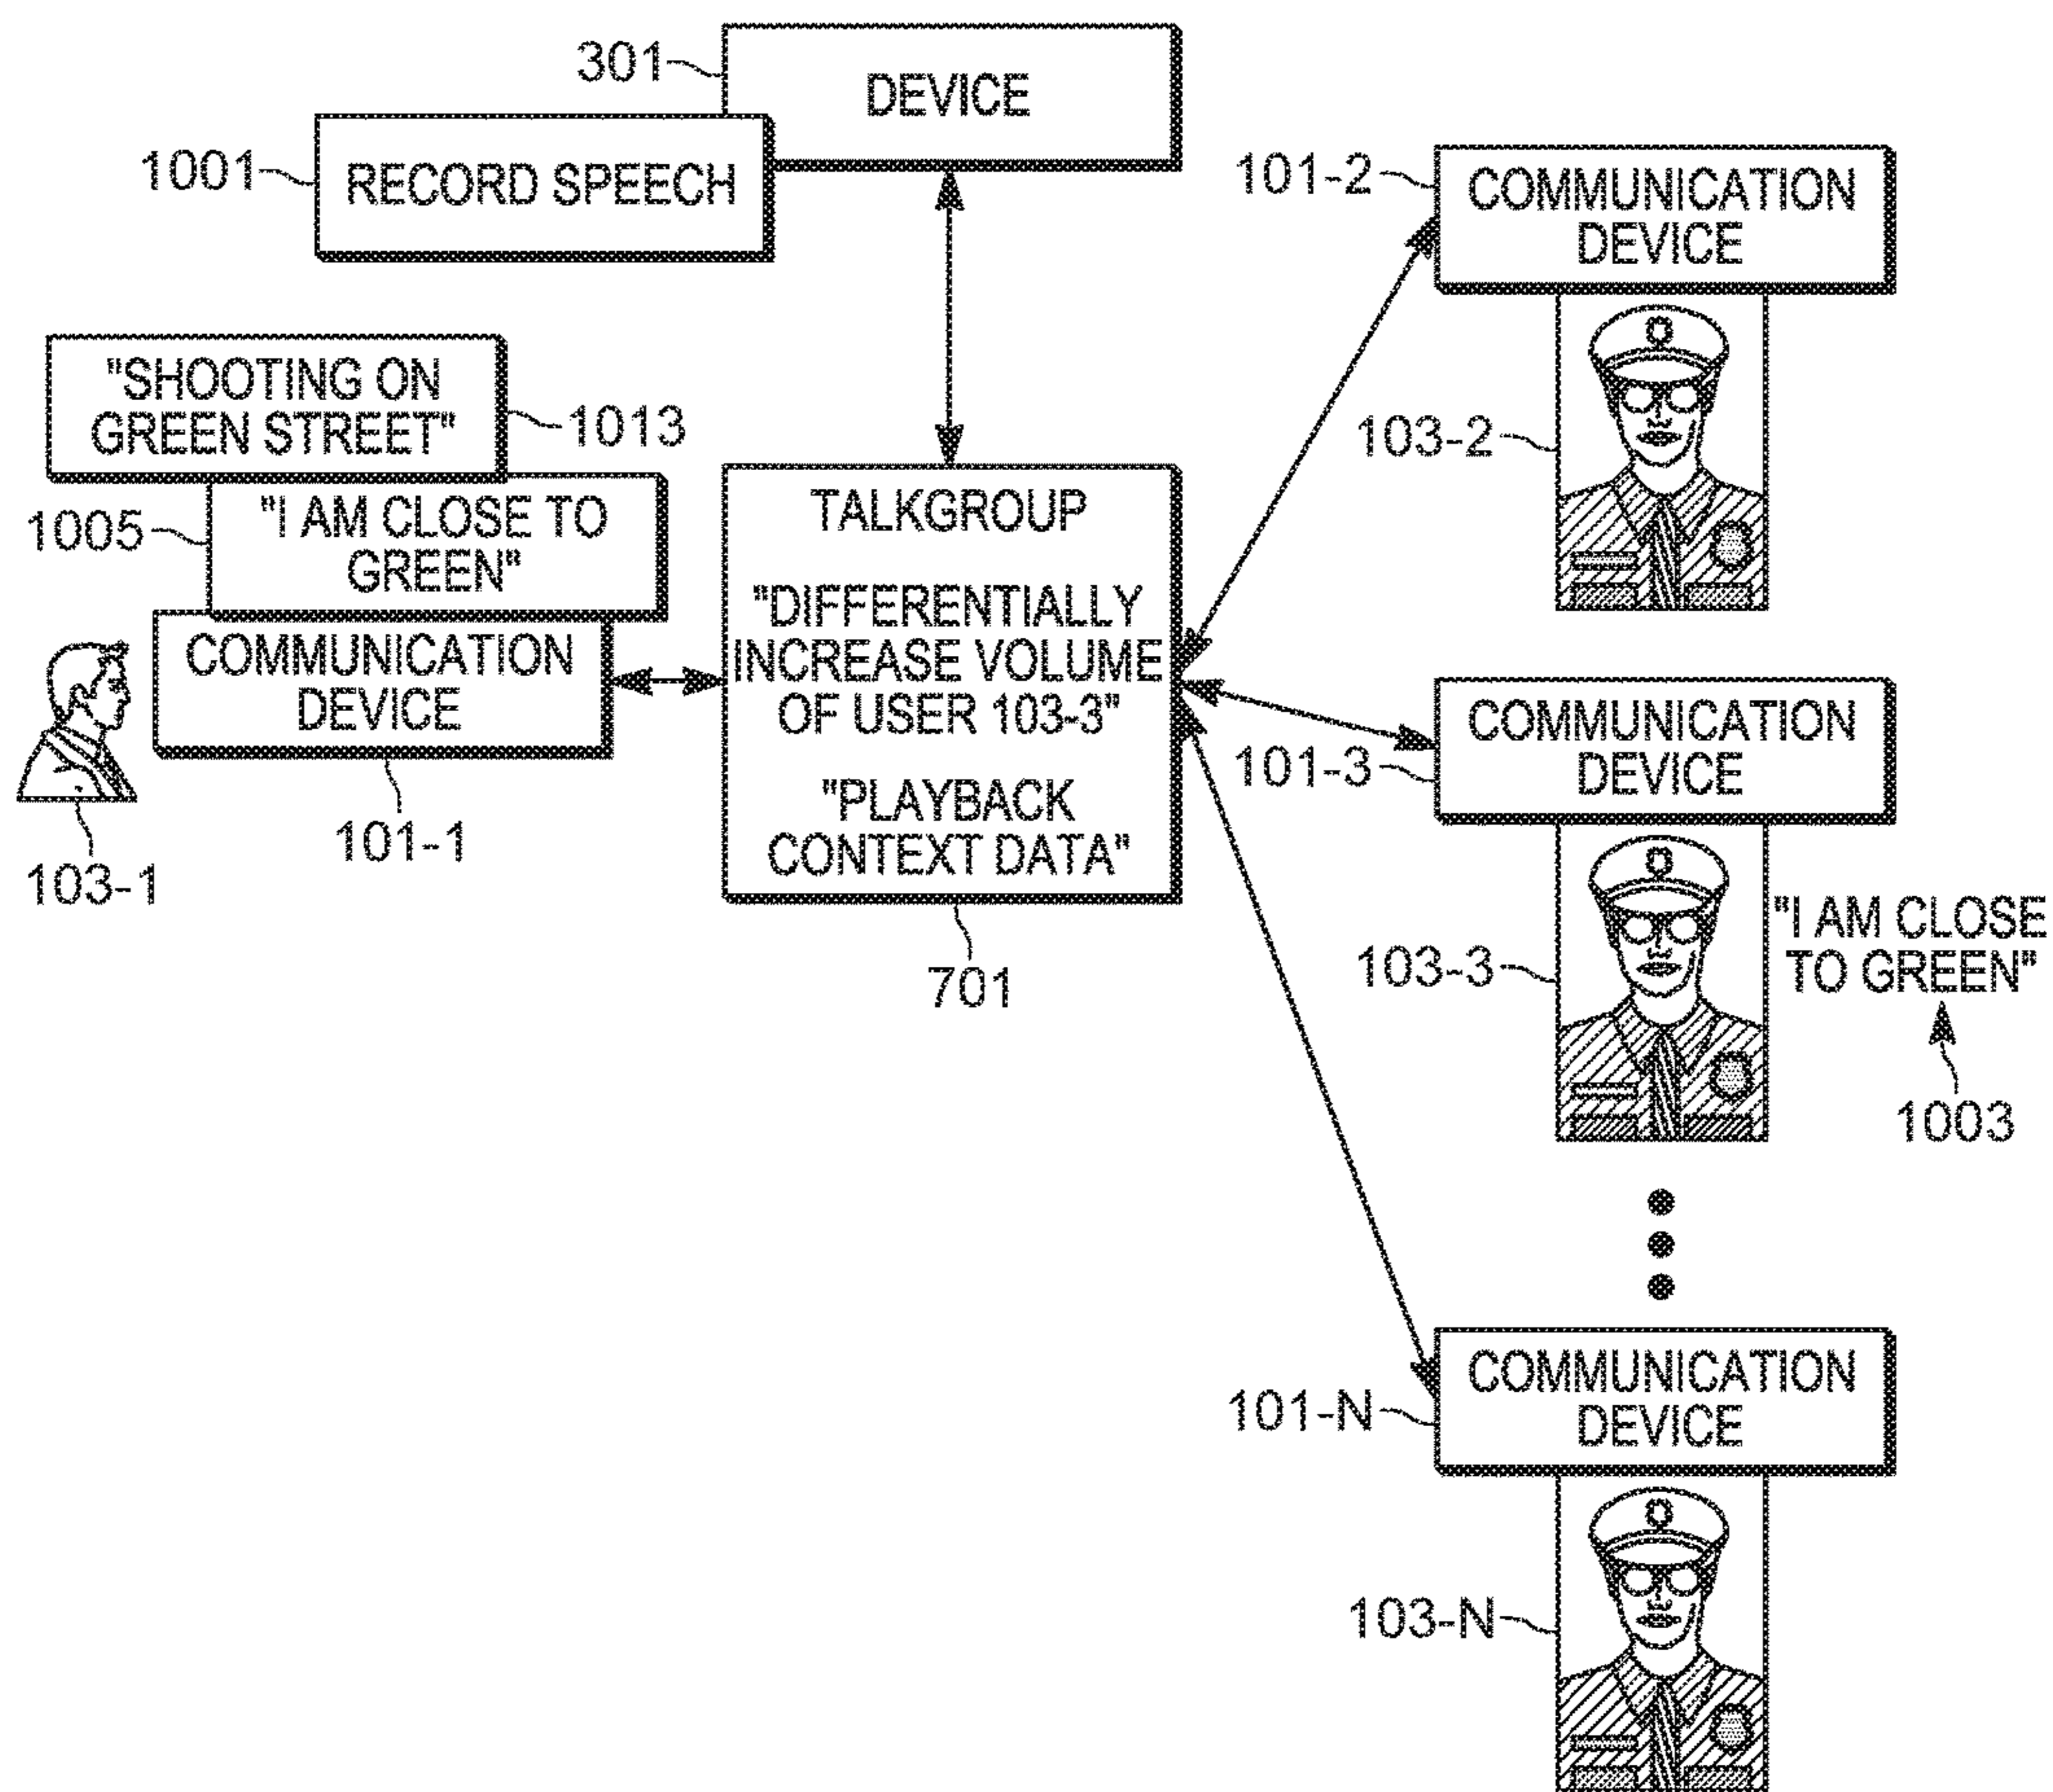 301
DEVICE
1001
RECORD SPEECH
"SHOOTING ON
GREEN STREET"
1013
1005
"I AM CLOSE TO
GREEN"
COMMUNICATION
DEVICE
103-1
101-1
TALKGROUP
"DIFFERENTIALLY
INCREASE VOLUME
OF USER 103-3"
"PLAYBACK
CONTEXT DATA"
701
101-2
COMMUNICATION
DEVICE
103-2
101-3
COMMUNICATION
DEVICE
103-3
"I AM CLOSE
TO GREEN"
1003
101-N
COMMUNICATION
DEVICE
103-N